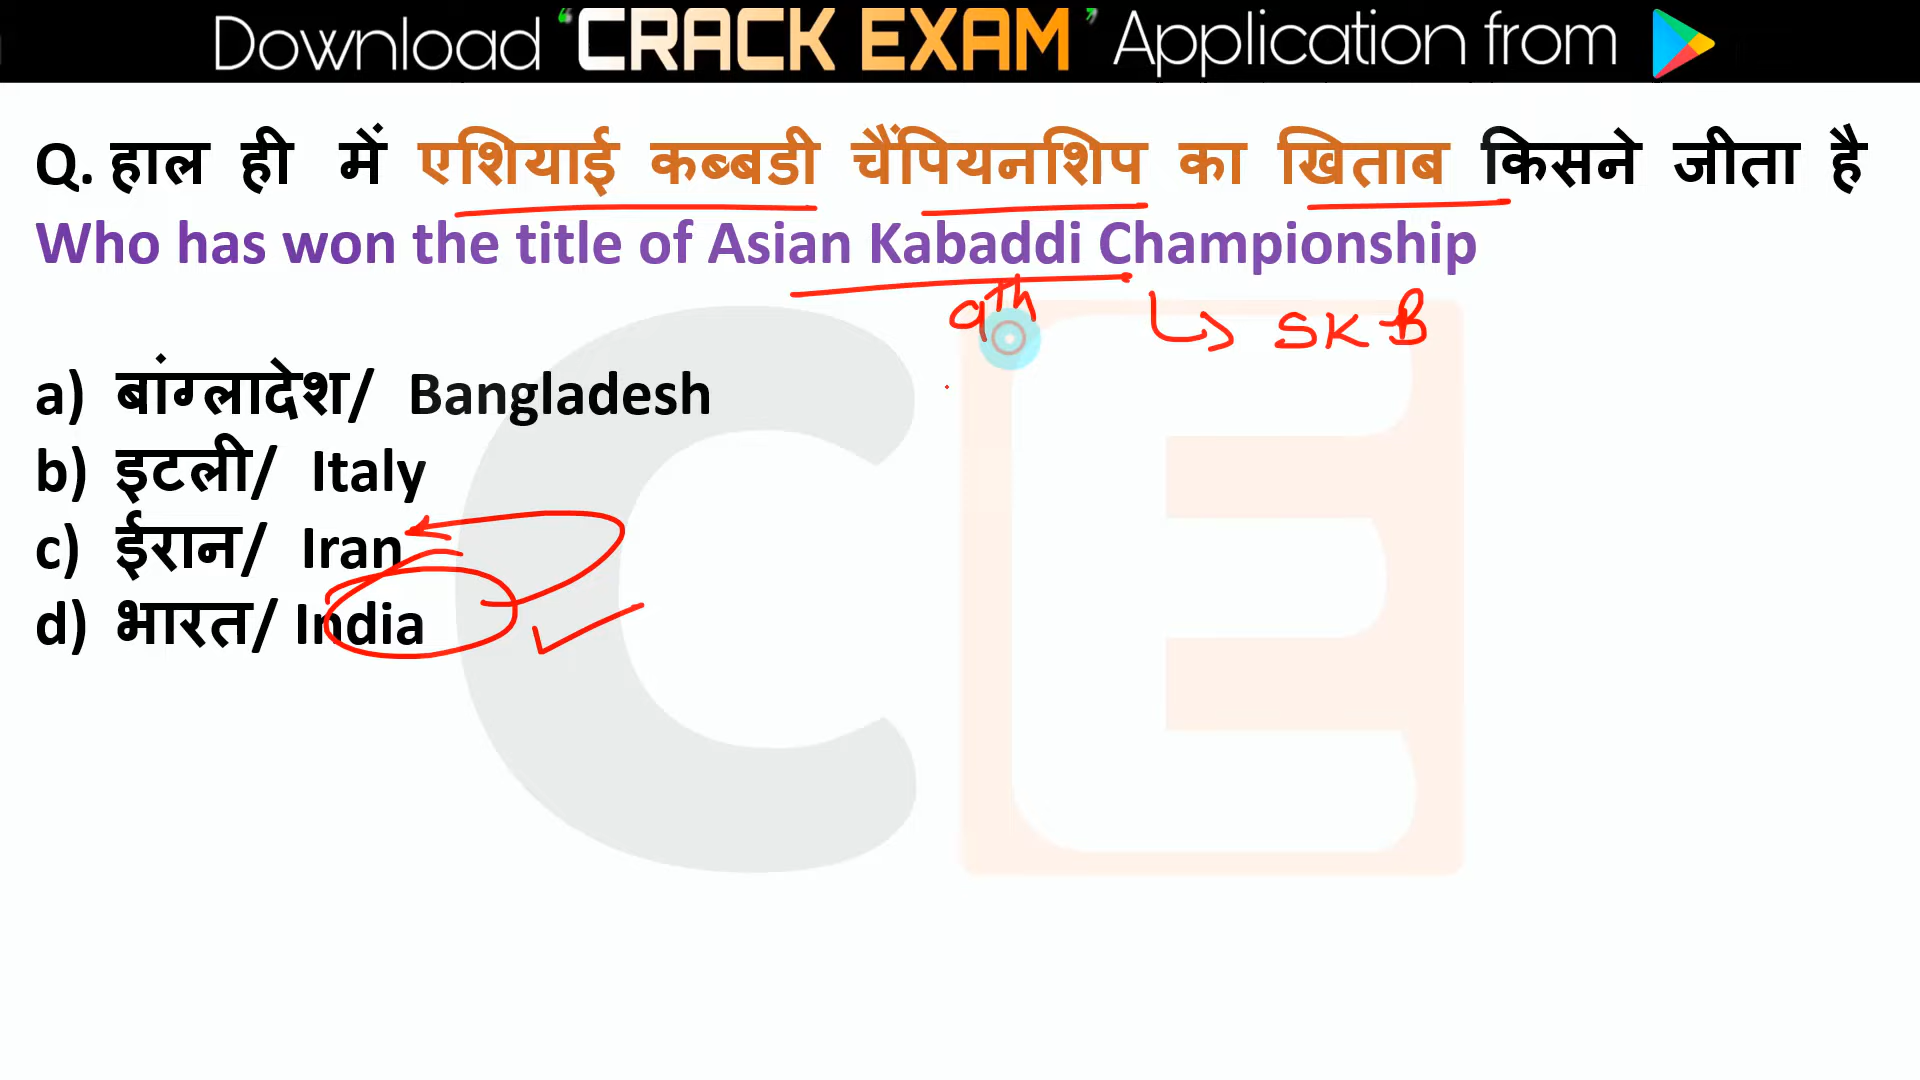 Download 'CRACK EXAM' Application from
Q. हाल ही में एशियाई कब्बडी चैंपियनशिप का खिताब किसने जीता है
Who has won the title of Asian Kabaddi Championship
9th SKB
a) बांग्लादेश/ Bangladesh
b) इटली/ Italy
c) ईरान/ Iran
d) भारत/ India
CE